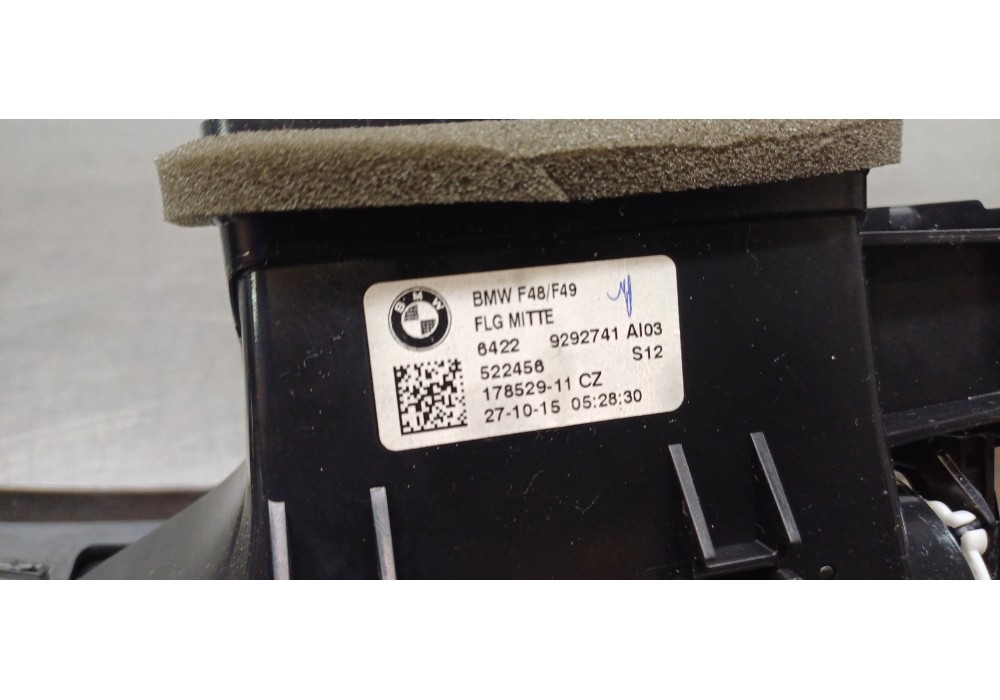 BMW
BMW F48/F49
FLG MITTE
6422 9292741 AI03
522456 S12
178529-11 CZ
27-10-15 05:28:30